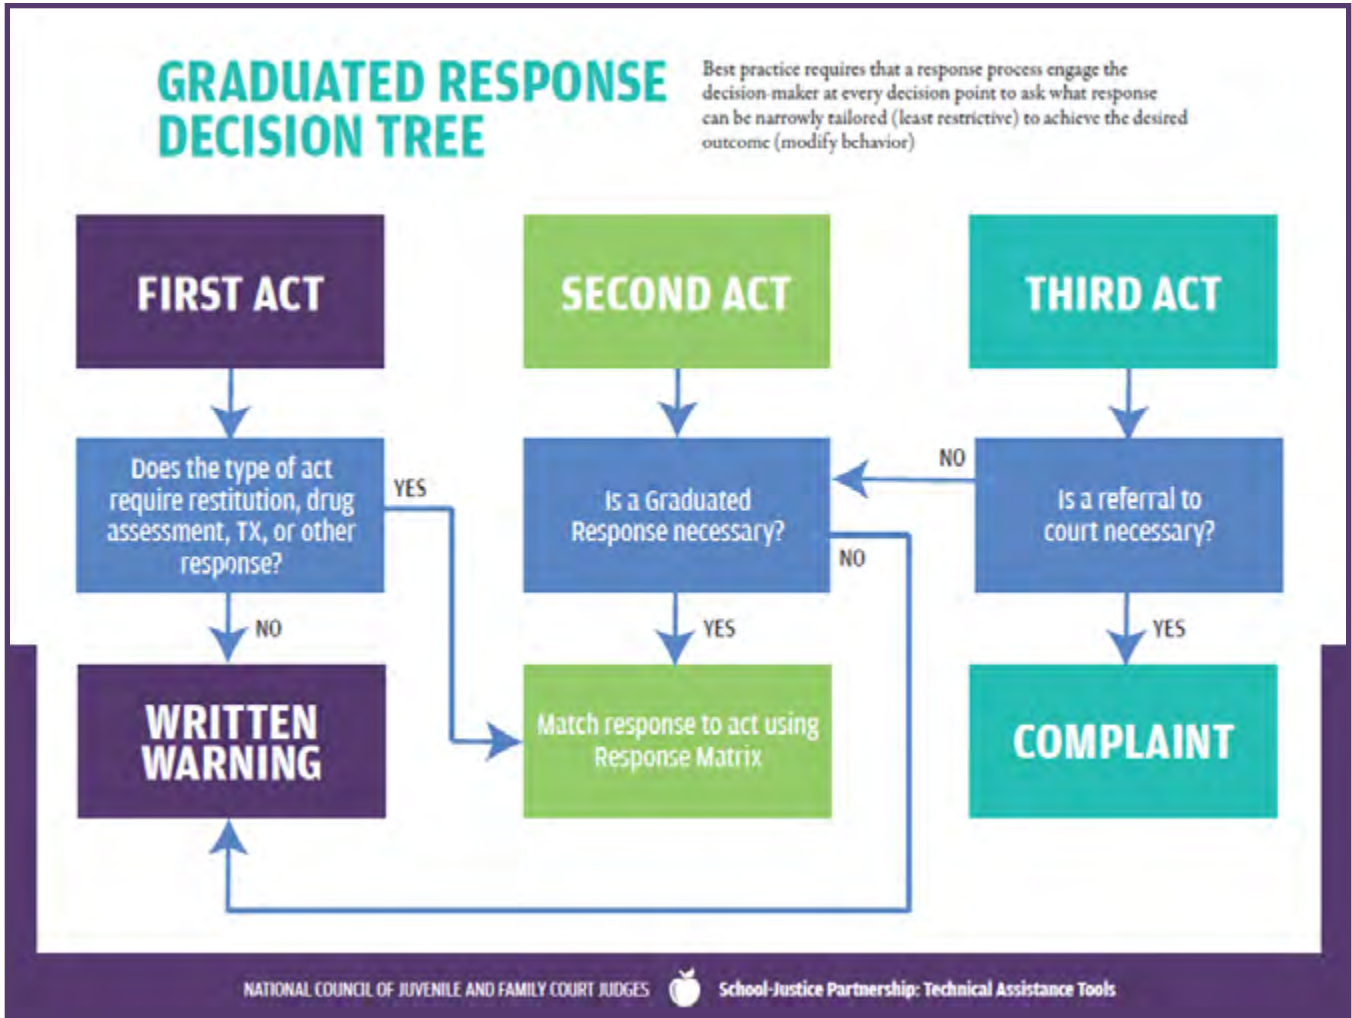 GRADUATED RESPONSE
DECISION TREE
Best practice requires that a response process engage the
decision-maker at every decision point to ask what response
can be narrowly tailored (least restrictive) to achieve the desired
outcome (modify behavior)
FIRST ACT
SECOND ACT
THIRD ACT
Does the type of act
require restitution, drug
assessment, TX, or other
response?
YES
Is a Graduated
Response necessary?
NO
NO
Is a referral to
court necessary?
NO
YES
YES
WRITTEN
WARNING
Match response to act using
Response Matrix
COMPLAINT
NATIONAL COUNCIL OF JUVENILE AND FAMILY COURT JUDGES
School-Justice Partnership: Technical Assistance Tools